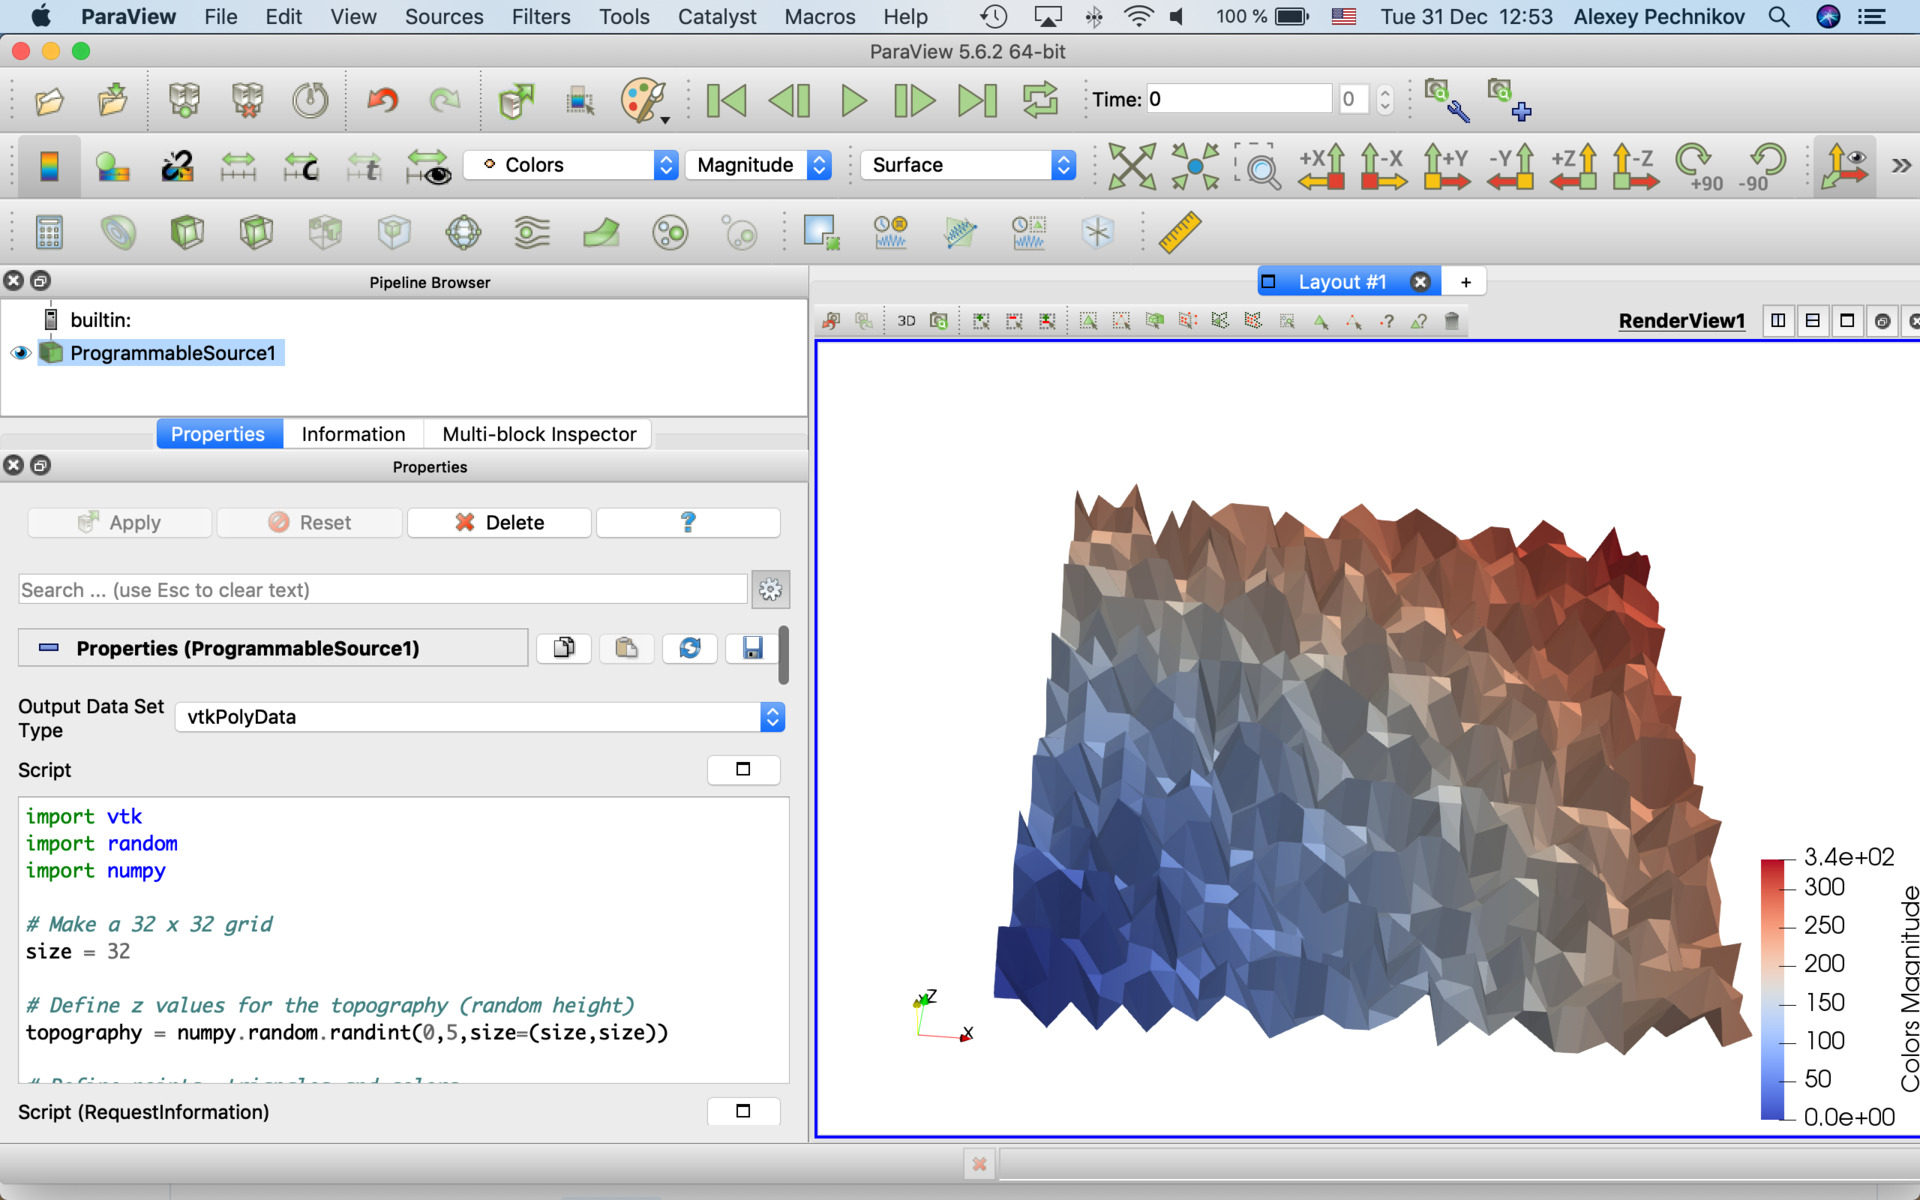 ParaView File Edit View Sources Filters Tools Catalyst Macros Help 100 % Tue 31 Dec 12:53 Alexey Pechnikov
ParaView 5.6.2 64-bit
Time: 0 0
Colors Magnitude Surface +X -X +Y -Y +Z -Z +90 -90 »
Pipeline Browser
builtin:
ProgrammableSource1
Properties Information Multi-block Inspector
Properties
Apply Reset Delete ?
Search ... (use Esc to clear text)
Properties (ProgrammableSource1)
Output Data Set
Type
vtkPolyData
Script
import vtk
import random
import numpy
# Make a 32 x 32 grid
size = 32
# Define z values for the topography (random height)
topography = numpy.random.randint(0,5,size=(size,size))
Script (RequestInformation)
Layout #1 +
3D
RenderView1
Z
X
3.4e+02
300
250
200
150
100
50
0.0e+00
Colors Magnitude